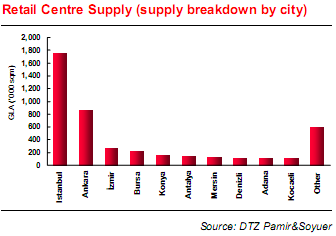 Retail Centre Supply (supply breakdown by city)
2,000
1,800
1,600
1,400
1,200
1,000
800
600
400
200
0
GLA ('000 sqm)
Istanbul
Ankara
İzmir
Bursa
Konya
Antalya
Mersin
Denizli
Adana
Kocaeli
Other
Source: DTZ Pamir&Soyuer